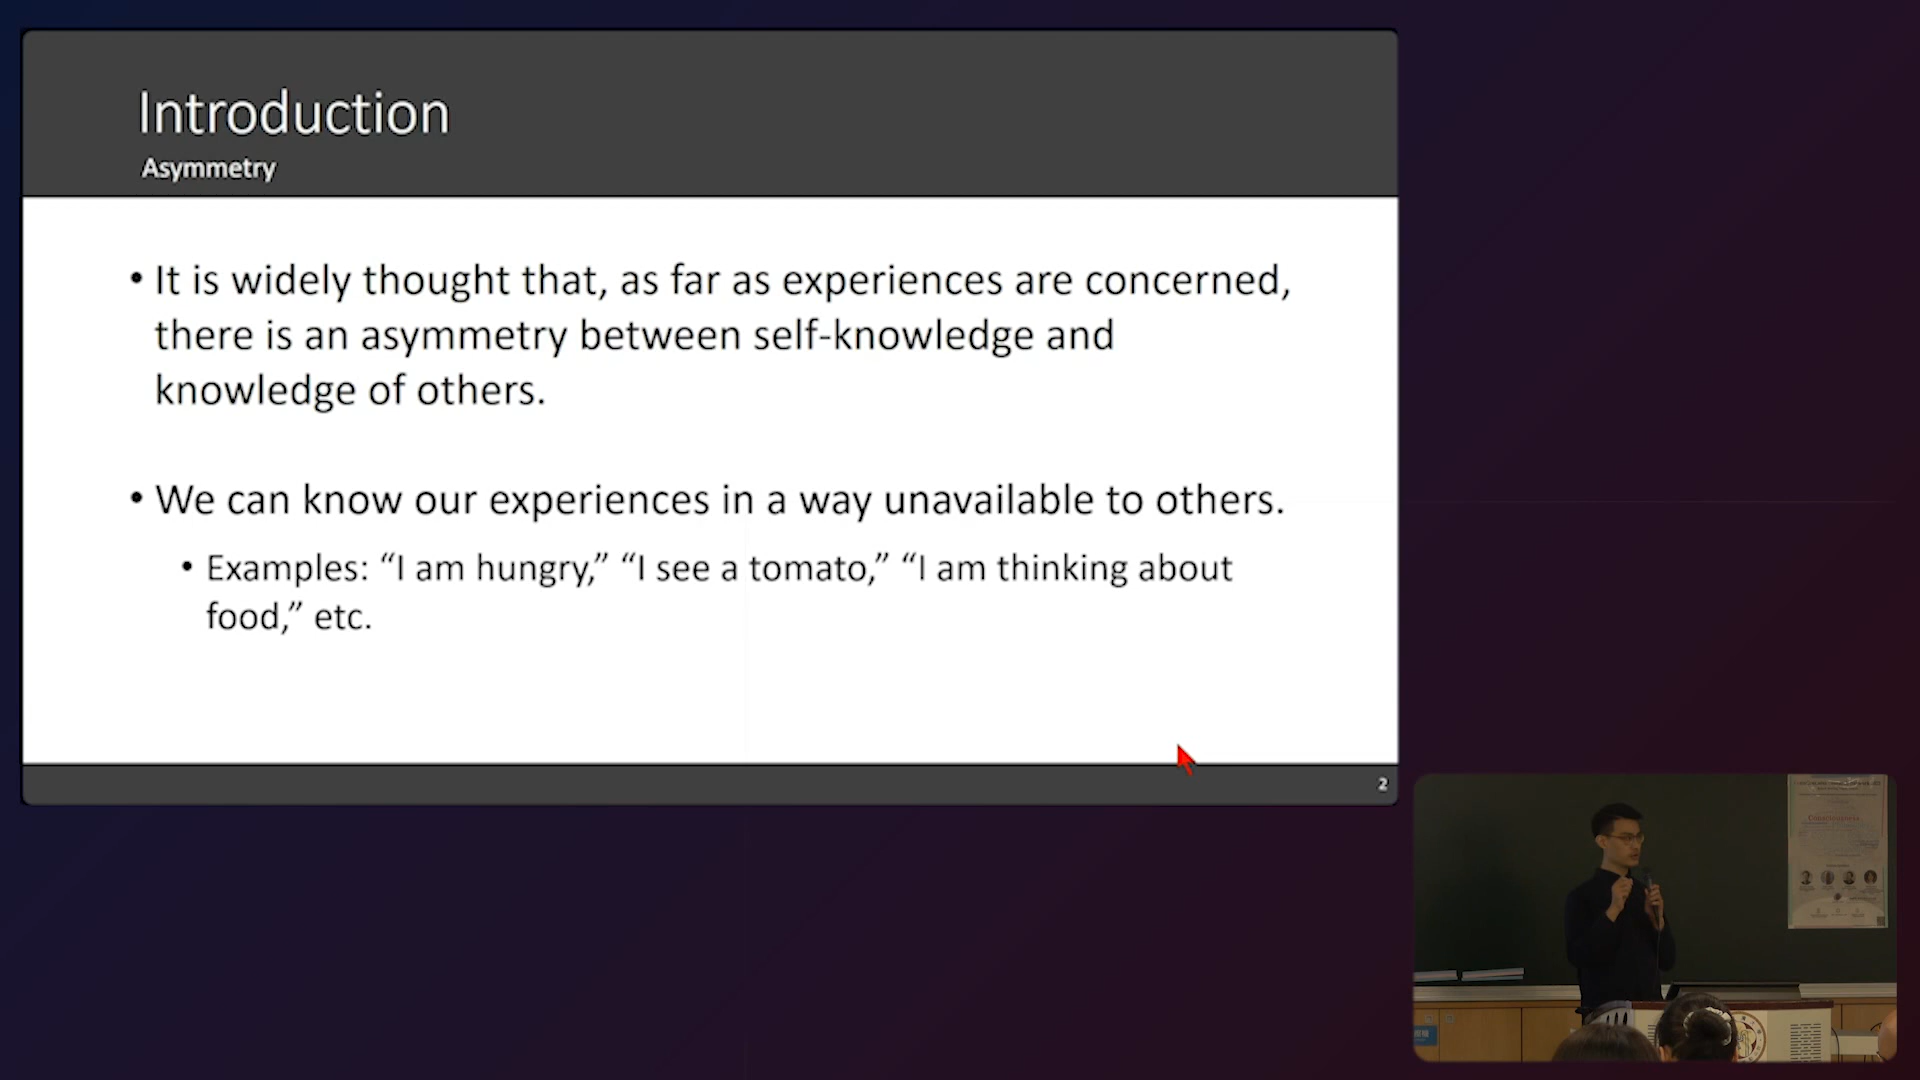 Introduction
Asymmetry
• It is widely thought that, as far as experiences are concerned,
there is an asymmetry between self-knowledge and
knowledge of others.
• We can know our experiences in a way unavailable to others.
• Examples: “I am hungry,” “I see a tomato,” “I am thinking about
food,” etc.
2
Consciousness